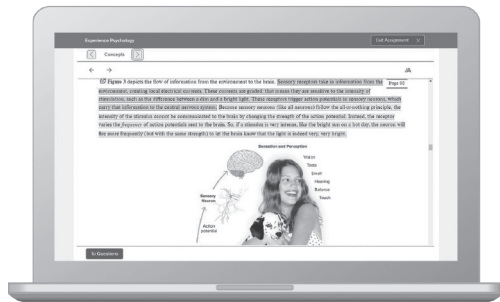 Experience Psychology
Exit Assignment X
Concepts
Figure 3 depicts the flow of information from the environment to the brain. Sensory receptors take in information from the
Page 92
environment, creating local electrical currents. These currents are graded; that means they are sensitive to the intensity of
stimulation, such as the difference between a dim and a bright light. These receptors trigger action potentials in sensory neurons, which
carry that information to the central nervous system. Because sensory neurons (like all neurons) follow the all-or-nothing principle, the
intensity of the stimulus cannot be communicated to the brain by changing the strength of the action potential. Instead, the receptor
varies the frequency of action potentials sent to the brain. So, if a stimulus is very intense, like the bright sun on a hot day, the neuron will
fire more frequently (but with the same strength) to let the brain know that the light is indeed very, very bright.
Sensation and Perception
Vision
Taste
Smell
Hearing
Balance
Touch
Sensory
Neuron
Action
potential
To Questions